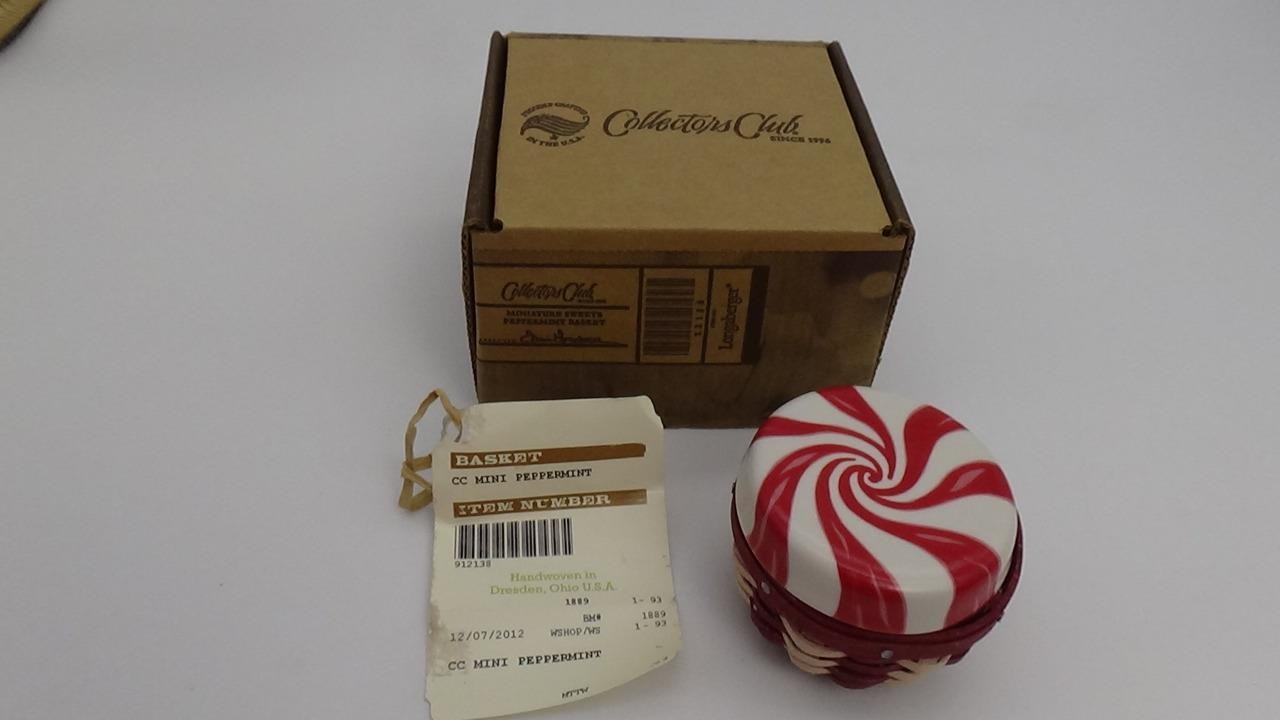 IN THE U.S.A.
Collectors Club
SINCE 1996
Collectors Club
MINIATURE SWEETS
PEPPERMINT BASKET
12138
Longaberger®
BASKET
CC MINI PEPPERMINT
ITEM NUMBER
912138
Handwoven in
Dresden, Ohio U.S.A.
1889 1- 93
BM# 1889
12/07/2012 WSHOP/WS 1- 93
CC MINI PEPPERMINT